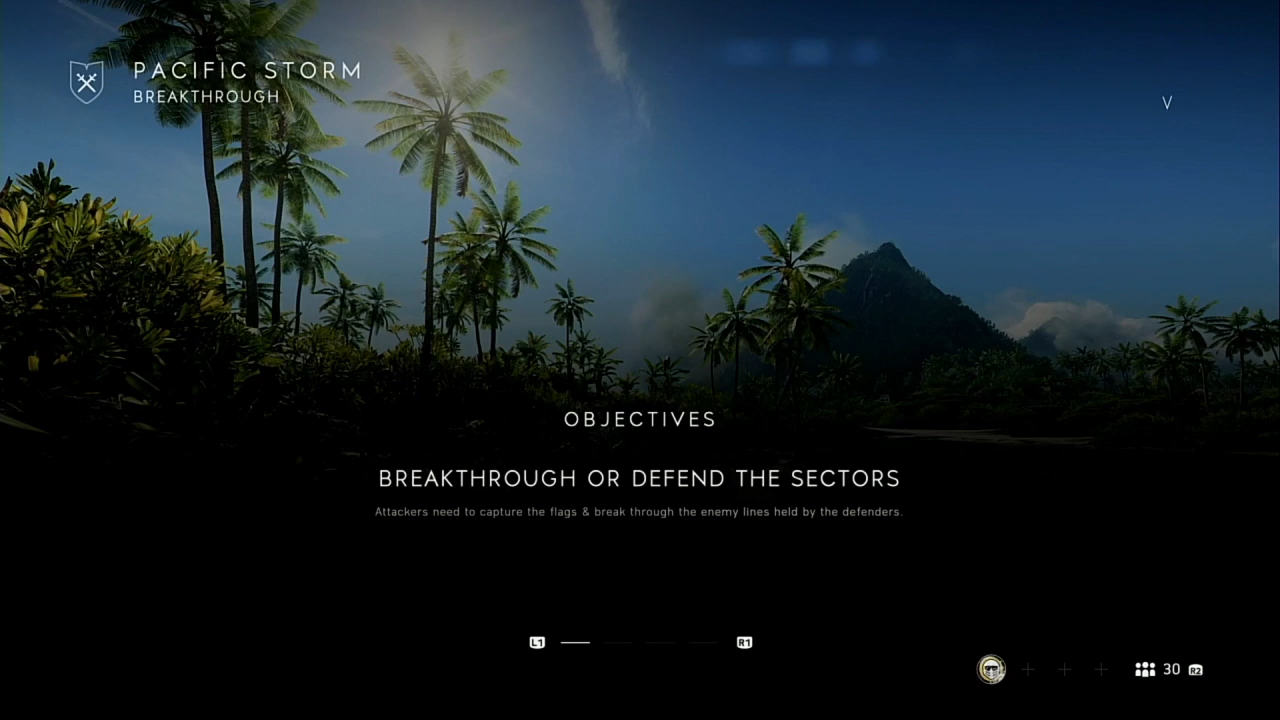 PACIFIC STORM
BREAKTHROUGH
V
OBJECTIVES
BREAKTHROUGH OR DEFEND THE SECTORS
Attackers need to capture the flags & break through the enemy lines held by the defenders.
L1
R1
30 R2